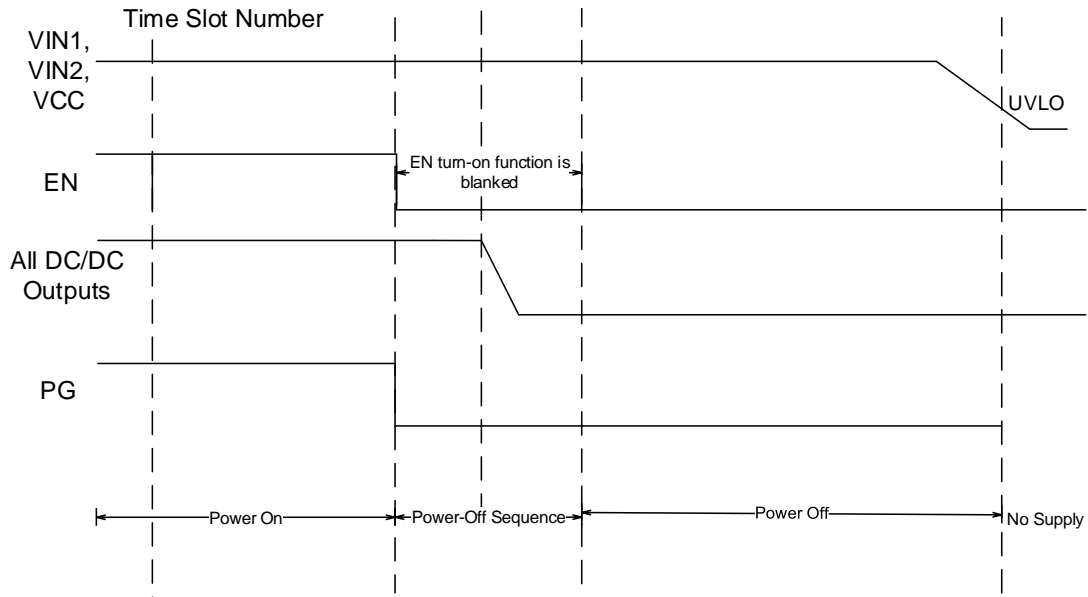 Time Slot Number
VIN1,
VIN2,
VCC
UVLO
EN turn-on function is
blanked
EN
All DC/DC
Outputs
PG
Power On
Power-Off Sequence
Power Off
No Supply